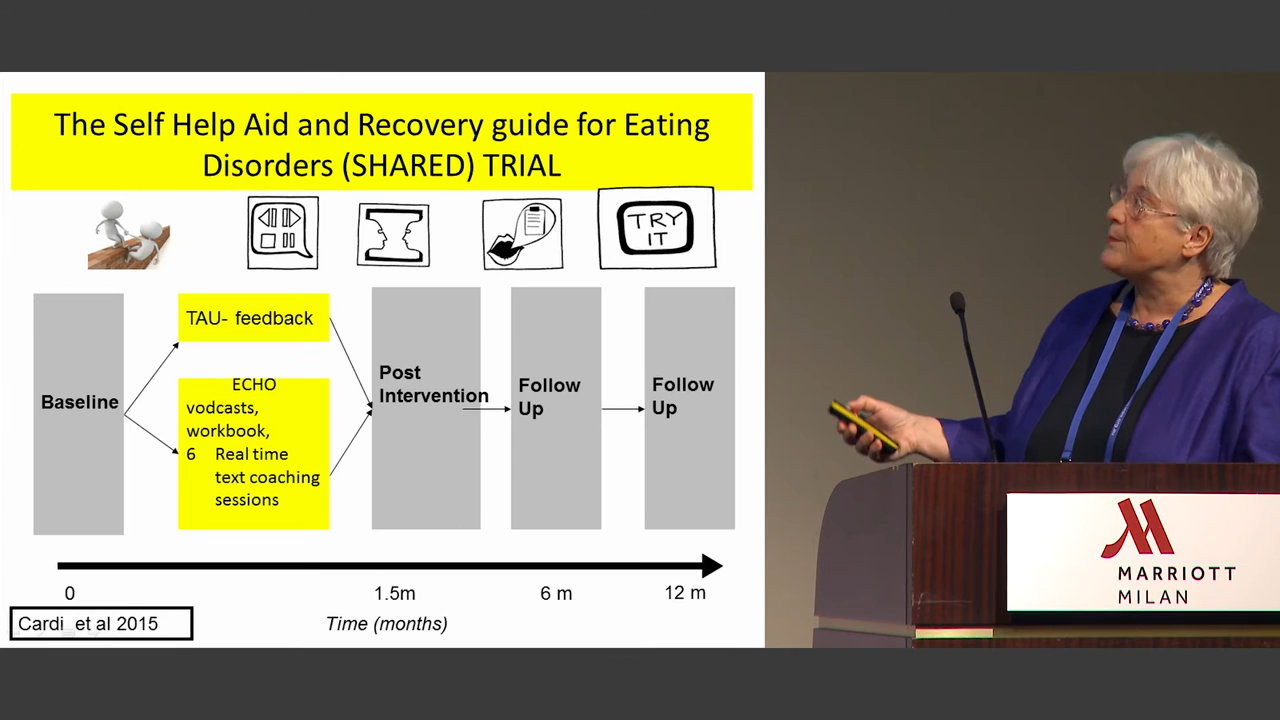 The Self Help Aid and Recovery guide for Eating
Disorders (SHARED) TRIAL
TRY
IT
Baseline
TAU- feedback
ECHO
vodcasts,
workbook,
6 Real time
text coaching
sessions
Post
Intervention
Follow
Up
Follow
Up
0
1.5m
6 m
12 m
Time (months)
Cardi et al 2015
MARRIOTT
MILAN